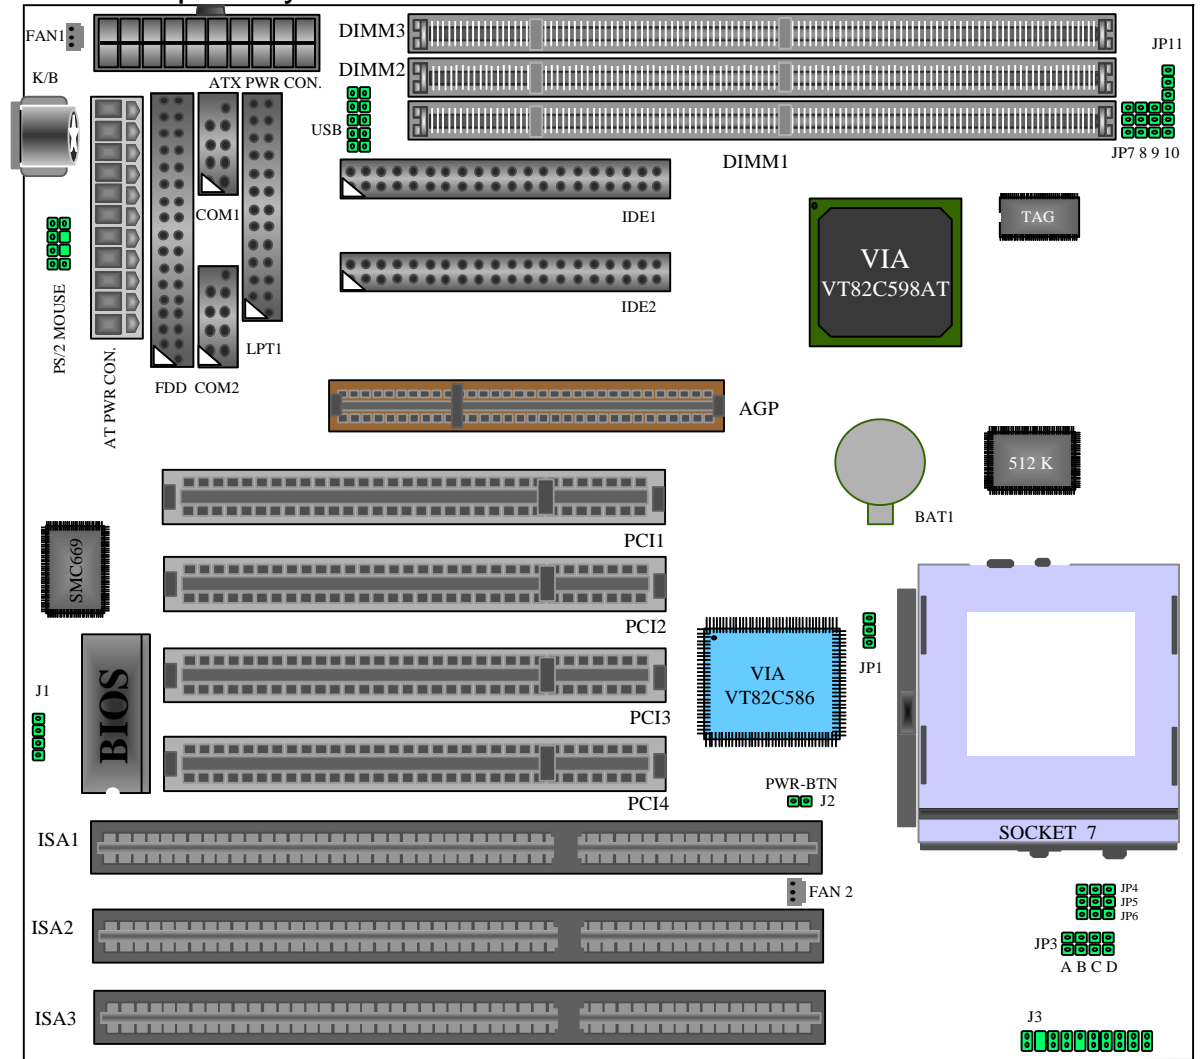 FAN1
DIMM3
JP11
K/B
ATX PWR CON.
DIMM2
USB
JP7 8 9 10
DIMM1
COM1
IDE1
TAG
VIA
VT82C598AT
PS/2 MOUSE
IDE2
LPT1
AT PWR CON.
FDD COM2
AGP
512 K
BAT1
PCI1
SMC669
PCI2
JP1
VIA
VT82C586
J1
BIOS
PCI3
PWR-BTN
J2
PCI4
ISA1
SOCKET 7
FAN 2
JP4
JP5
JP6
ISA2
JP3
A B C D
ISA3
J3